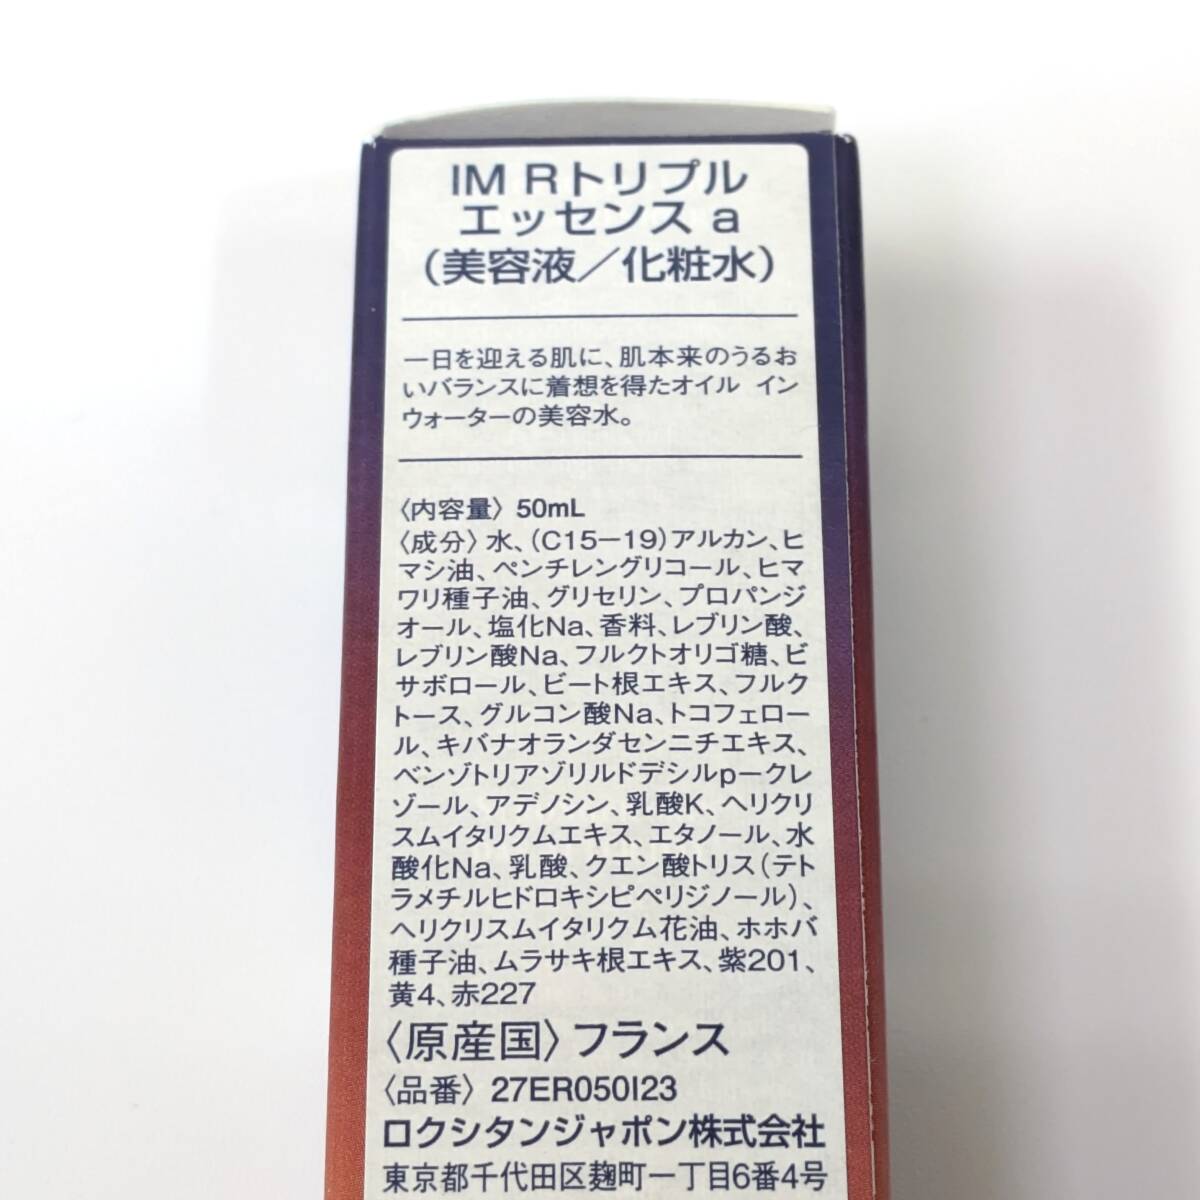 IM Rトリプル
エッセンス a
（美容液／化粧水）
一日を迎える肌に、肌本来のうるお
いバランスに着想を得たオイル イン
ウォーターの美容水。
〈内容量〉 50mL
〈成分〉水、(C15－19)アルカン、ヒ
マシ油、ペンチレングリコール、ヒマ
ワリ種子油、グリセリン、プロパンジ
オール、塩化Na、香料、レブリン酸、
レブリン酸Na、フルクトオリゴ糖、ビ
サボロール、ビート根エキス、フルク
トース、グルコン酸Na、トコフェロー
ル、キバナオランダセンニチエキス、
ベンゾトリアゾリルドデシルp－クレ
ゾール、アデノシン、乳酸K、ヘリクリ
スムイタリクムエキス、エタノール、水
酸化Na、乳酸、クエン酸トリス（テト
ラメチルヒドロキシピペリジノール）、
ヘリクリスムイタリクム花油、ホホバ
種子油、ムラサキ根エキス、紫201、
黄4、赤227
〈原産国〉フランス
〈品番〉 27ER050I23
ロクシタンジャポン株式会社
東京都千代田区麹町一丁目6番4号